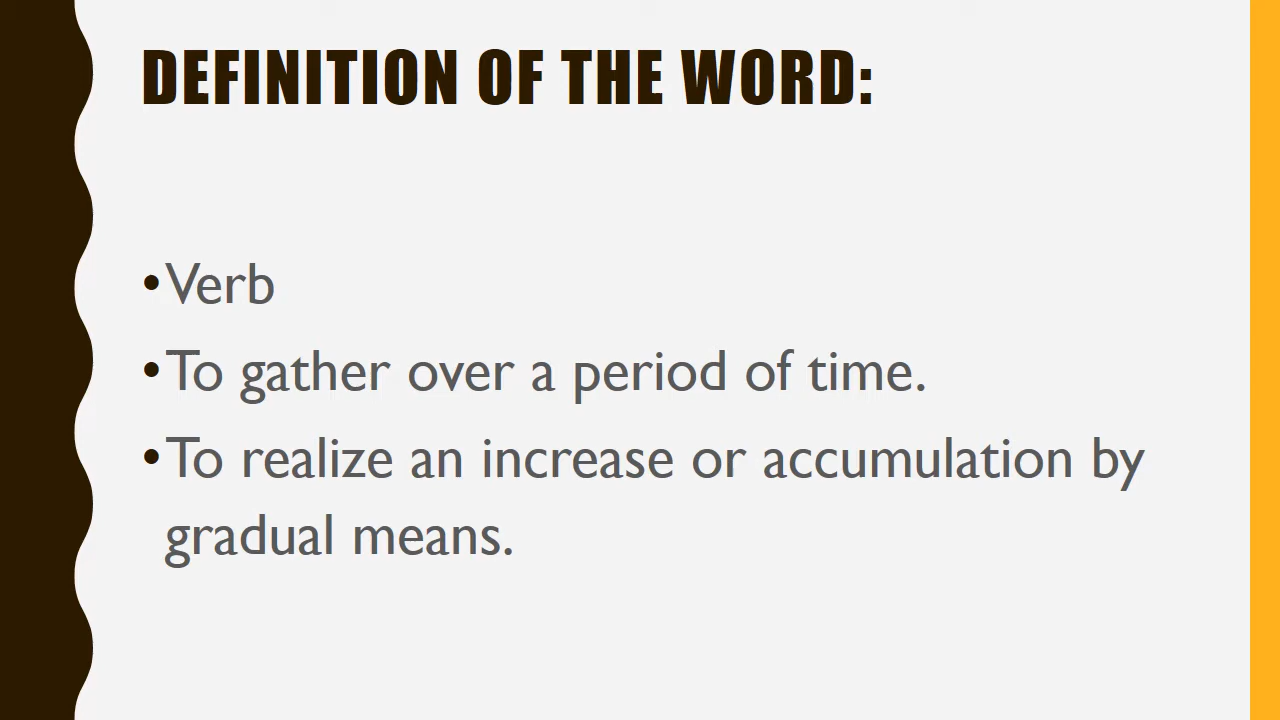 DEFINITION OF THE WORD:
•Verb
•To gather over a period of time.
•To realize an increase or accumulation by
gradual means.